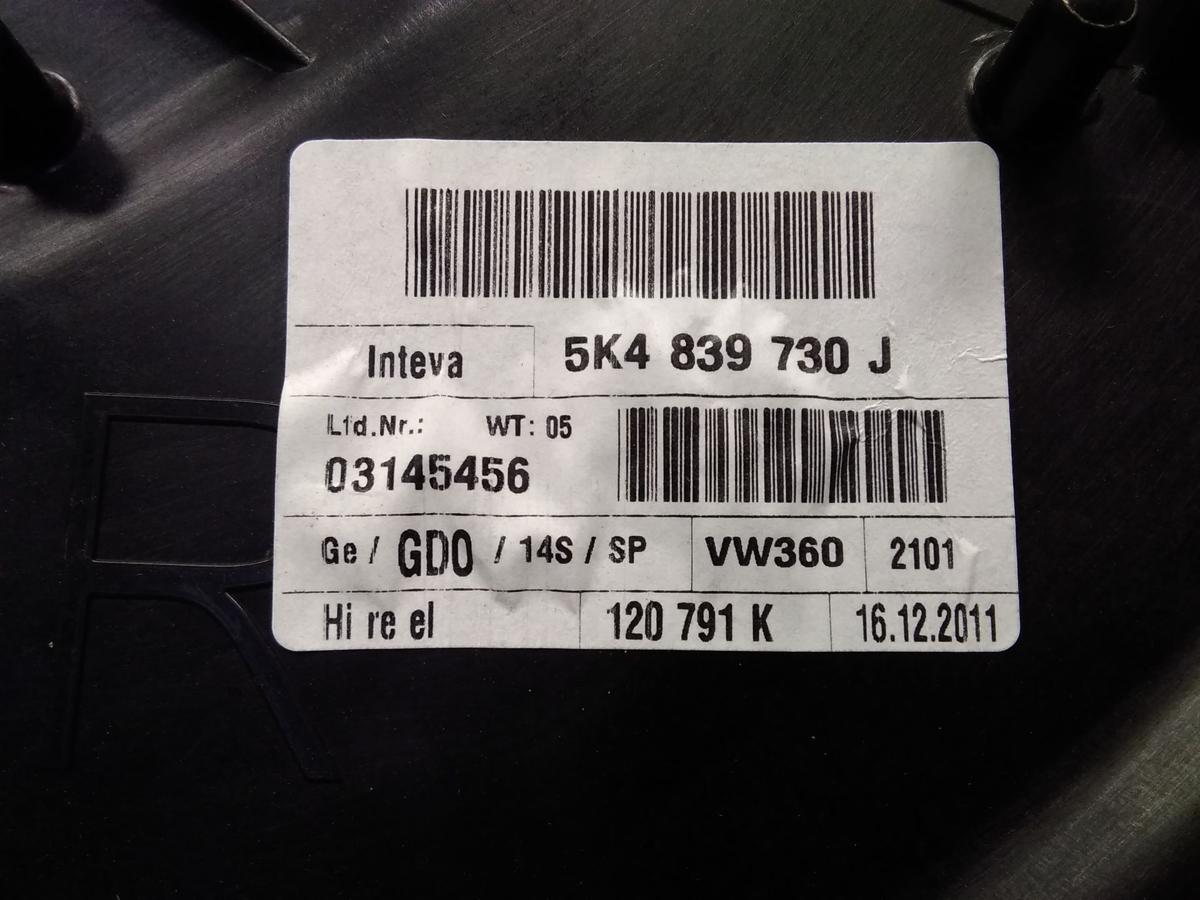 Inteva 5K4 839 730 J
Lfd.Nr.: WT: 05
03145456
Ge / GDO / 14S / SP VW360 2101
Hi re el 120 791 K 16.12.2011
R